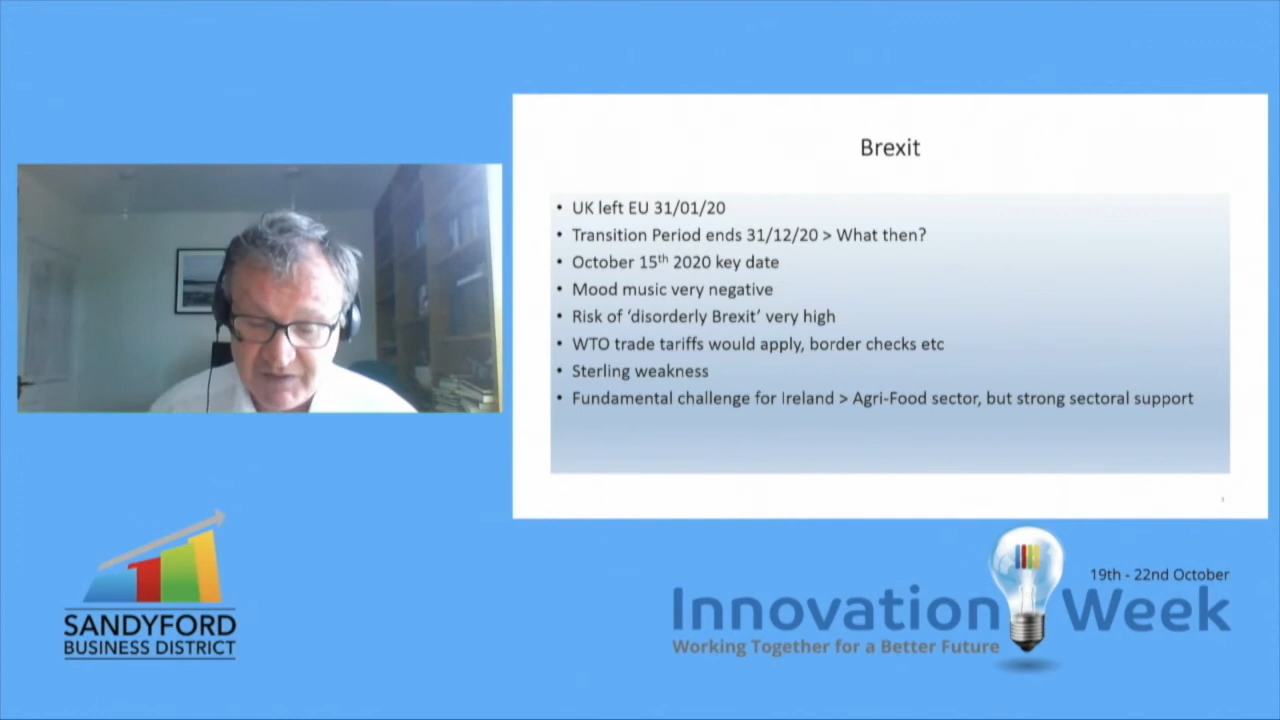 Brexit
• UK left EU 31/01/20
• Transition Period ends 31/12/20 > What then?
• October 15th 2020 key date
• Mood music very negative
• Risk of ‘disorderly Brexit’ very high
• WTO trade tariffs would apply, border checks etc
• Sterling weakness
• Fundamental challenge for Ireland > Agri-Food sector, but strong sectoral support
SANDYFORD
BUSINESS DISTRICT
19th - 22nd October
Innovation Week
Working Together for a Better Future